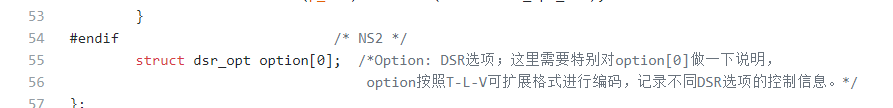 53 }
54 #endif /* NS2 */
55 struct dsr_opt option[0]; /*Option: DSR选项；这里需要特别对option[0]做一下说明，
56 option按照T-L-V可扩展格式进行编码，记录不同DSR选项的控制信息。*/
57 };